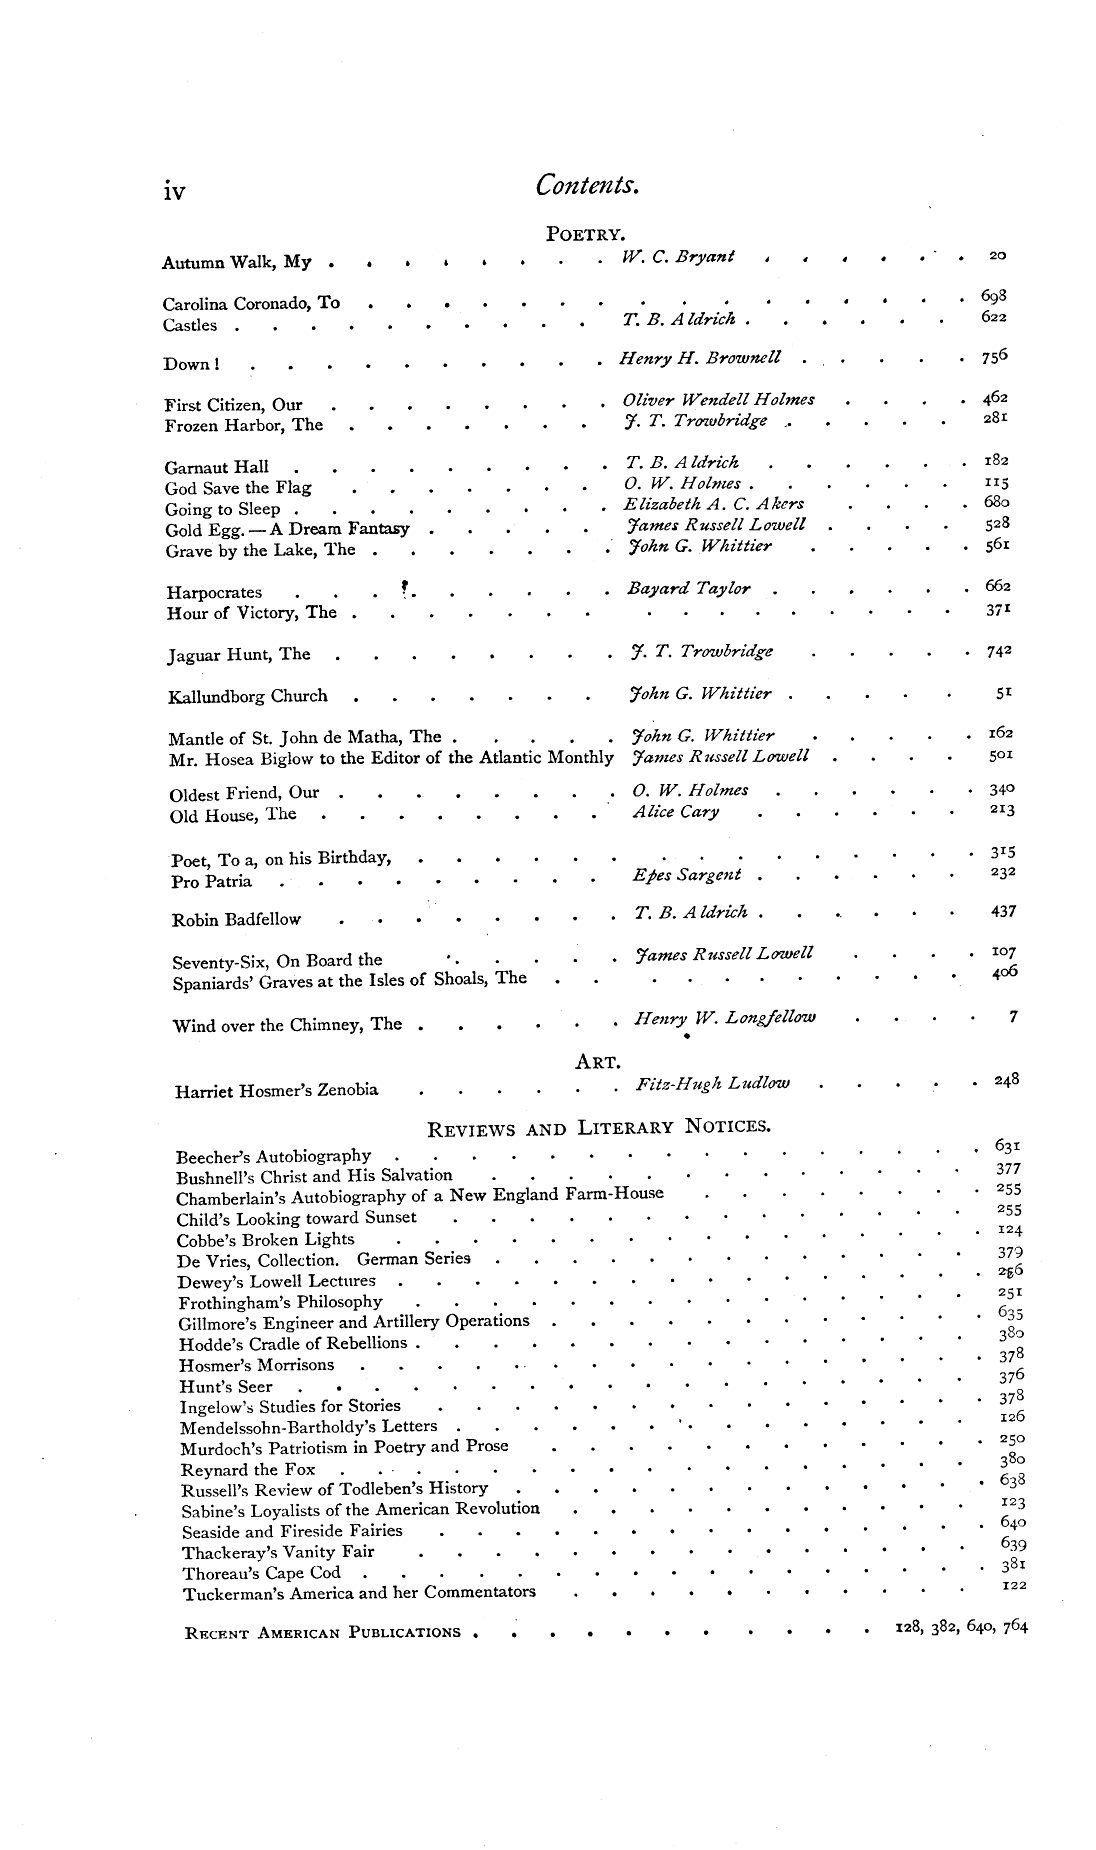 iv Contents.
POETRY.
Autumn Walk, My . . . . . . . . W. C. Bryant . . . . . . 20
Carolina Coronado, To . . . . . . . . . . . . . . . . 698
Castles . . . . . . . . . . T. B. Aldrich . . . . . . 622
Down! . . . . . . . . . . Henry H. Brownell . . . . . 756
First Citizen, Our . . . . . . . . Oliver Wendell Holmes . . . . 462
Frozen Harbor, The . . . . . . . J. T. Trowbridge . . . . . 281
Garnaut Hall . . . . . . . . . T. B. Aldrich . . . . . . 182
God Save the Flag . . . . . . . O. W. Holmes . . . . . . 115
Going to Sleep . . . . . . . . . Elizabeth A. C. Akers . . . . 680
Gold Egg. — A Dream Fantasy . . . . . James Russell Lowell . . . . 528
Grave by the Lake, The . . . . . . . John G. Whittier . . . . . 561
Harpocrates . . . . . . . . . Bayard Taylor . . . . . . 662
Hour of Victory, The . . . . . . . . . . . . . . . . 371
Jaguar Hunt, The . . . . . . . . J. T. Trowbridge . . . . . 742
Kallundborg Church . . . . . . . John G. Whittier . . . . . 51
Mantle of St. John de Matha, The . . . . . John G. Whittier . . . . . 162
Mr. Hosea Biglow to the Editor of the Atlantic Monthly James Russell Lowell . . . . 501
Oldest Friend, Our . . . . . . . . O. W. Holmes . . . . . . 340
Old House, The . . . . . . . . Alice Cary . . . . . . 213
Poet, To a, on his Birthday, . . . . . . . . . . . . . . . 315
Pro Patria . . . . . . . . . Epes Sargent . . . . . . 232
Robin Badfellow . . . . . . . . T. B. Aldrich . . . . . . 437
Seventy-Six, On Board the . . . . . James Russell Lowell . . . . 107
Spaniards' Graves at the Isles of Shoals, The . . . . . . . . . . . 406
Wind over the Chimney, The . . . . . . Henry W. Longfellow . . . . 7
ART.
Harriet Hosmer's Zenobia . . . . . . Fitz-Hugh Ludlow . . . . . 248
REVIEWS AND LITERARY NOTICES.
Beecher's Autobiography . . . . . . . . . . . . . . . . 631
Bushnell's Christ and His Salvation . . . . . . . . . . . . . 377
Chamberlain's Autobiography of a New England Farm-House . . . . . . . . 255
Child's Looking toward Sunset . . . . . . . . . . . . . . 255
Cobbe's Broken Lights . . . . . . . . . . . . . . . . 124
De Vries, Collection. German Series . . . . . . . . . . . . . 379
Dewey's Lowell Lectures . . . . . . . . . . . . . . . .
Frothingham's Philosophy . . . . . . . . . . . . . . . 251
Gillmore's Engineer and Artillery Operations . . . . . . . . . . . . 635
Hodde's Cradle of Rebellions . . . . . . . . . . . . . . . 380
Hosmer's Morrisons . . . . . . . . . . . . . . . . . 378
Hunt's Seer . . . . . . . . . . . . . . . . . . 376
Ingelow's Studies for Stories . . . . . . . . . . . . . . 378
Mendelssohn-Bartholdy's Letters . . . . . . . . . . . . . . 126
Murdoch's Patriotism in Poetry and Prose . . . . . . . . . . . . 250
Reynard the Fox . . . . . . . . . . . . . . . . . 380
Russell's Review of Todleben's History . . . . . . . . . . . . . 638
Sabine's Loyalists of the American Revolution . . . . . . . . . . . 123
Seaside and Fireside Fairies . . . . . . . . . . . . . . . 640
Thackeray's Vanity Fair . . . . . . . . . . . . . . . 639
Thoreau's Cape Cod . . . . . . . . . . . . . . . . . 381
Tuckerman's America and her Commentators . . . . . . . . . . . 122
RECENT AMERICAN PUBLICATIONS . . . . . . . . . . . 128, 382, 640, 764